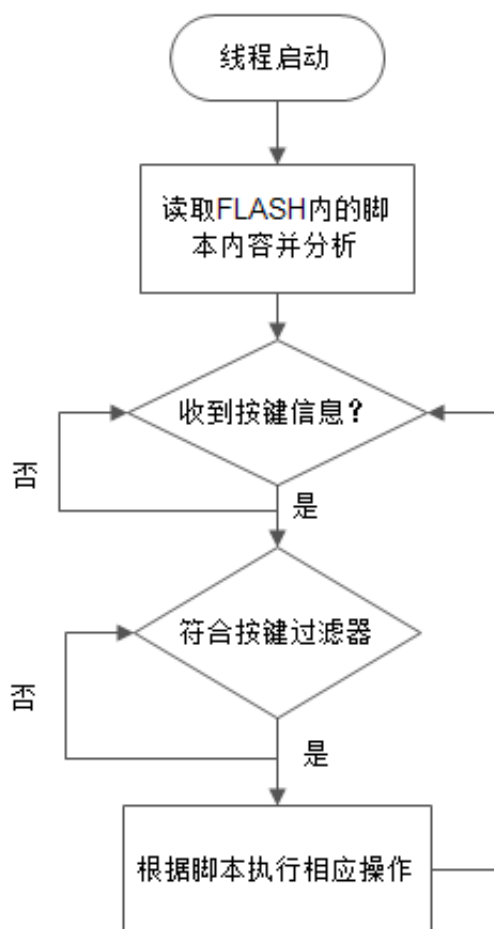 线程启动
读取FLASH内的脚
本内容并分析
收到按键信息？
否
是
符合按键过滤器
否
是
根据脚本执行相应操作